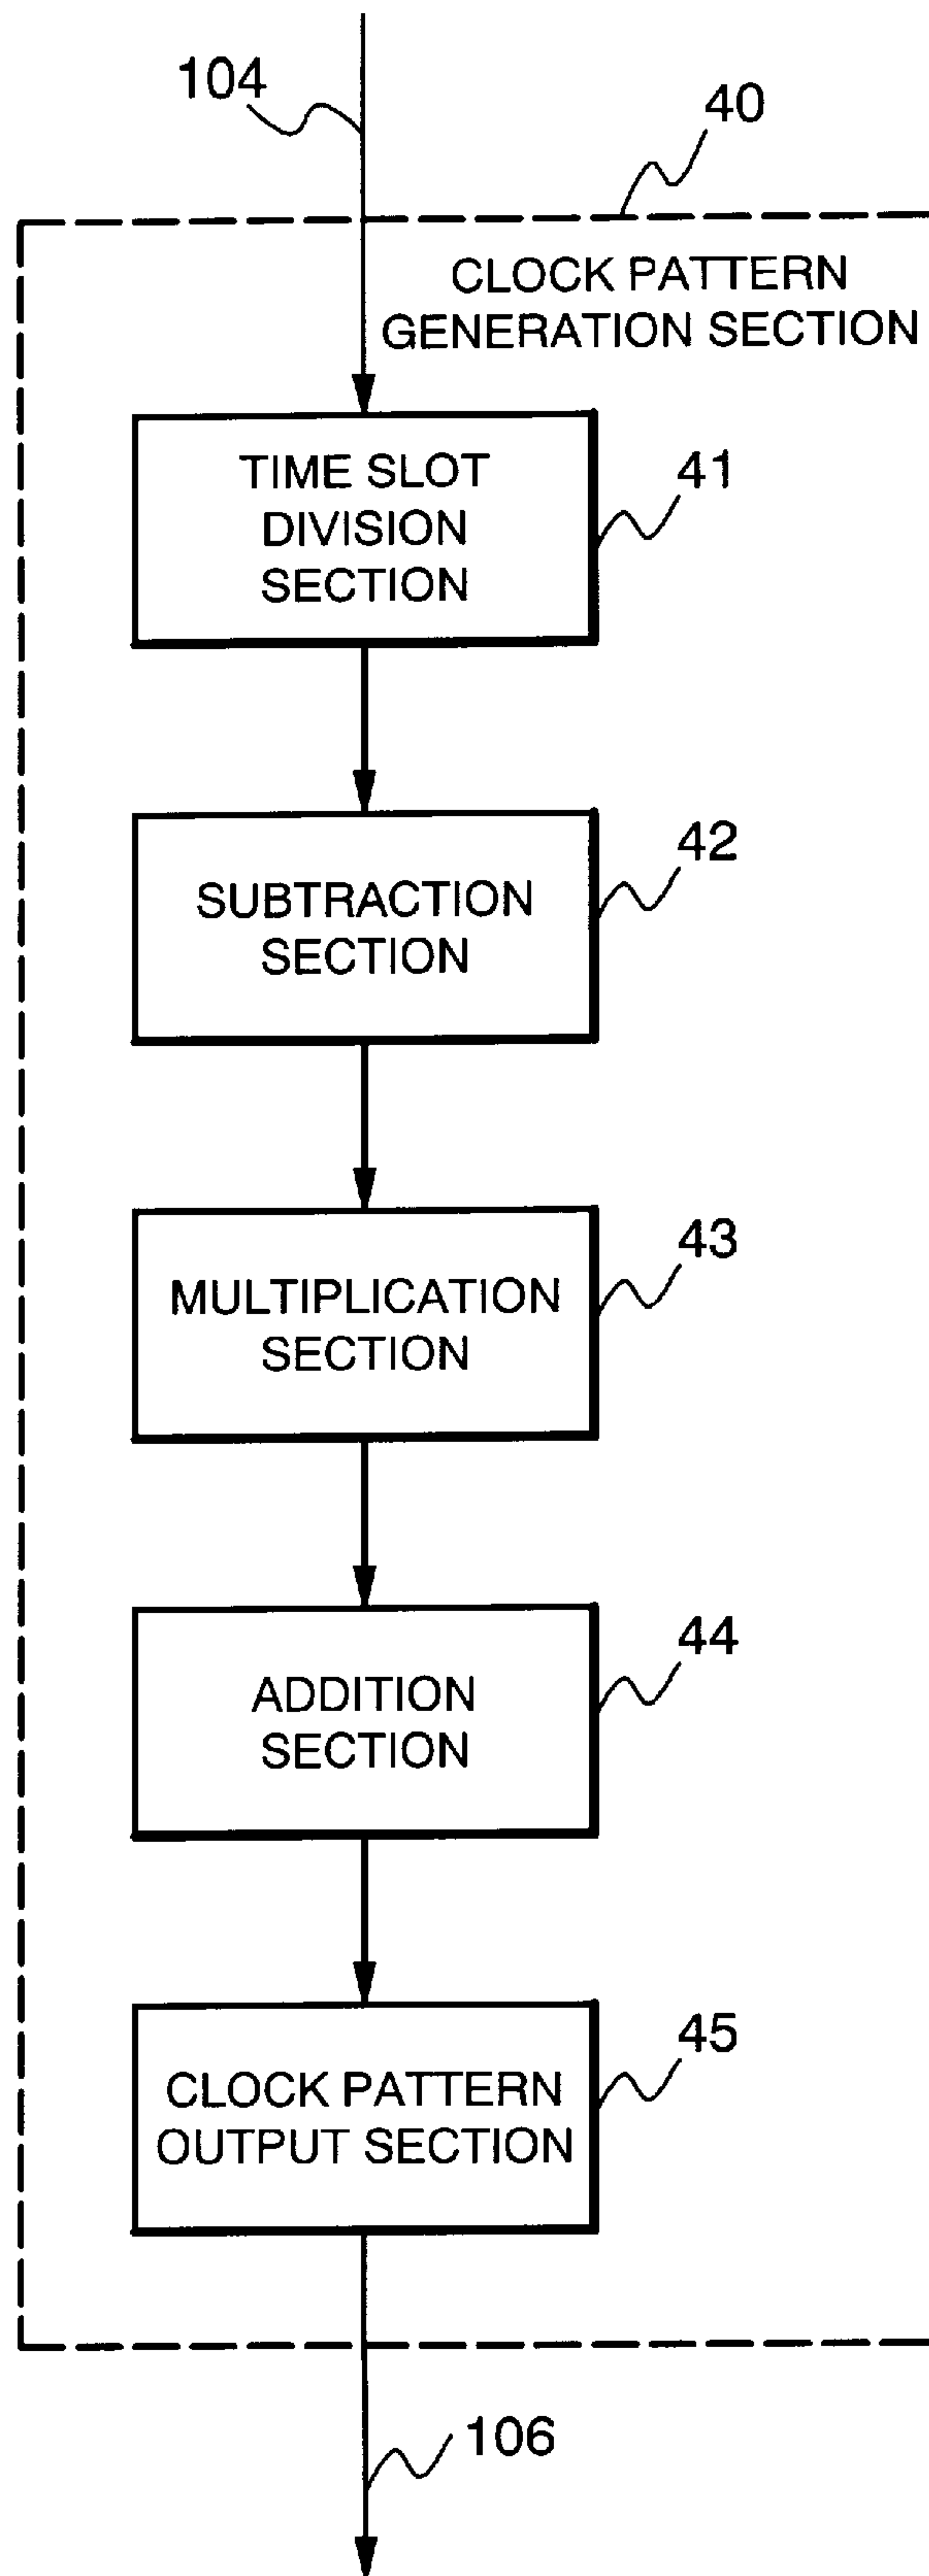 104
40
CLOCK PATTERN
GENERATION SECTION
TIME SLOT
DIVISION
SECTION
41
SUBTRACTION
SECTION
42
MULTIPLICATION
SECTION
43
ADDITION
SECTION
44
CLOCK PATTERN
OUTPUT SECTION
45
106